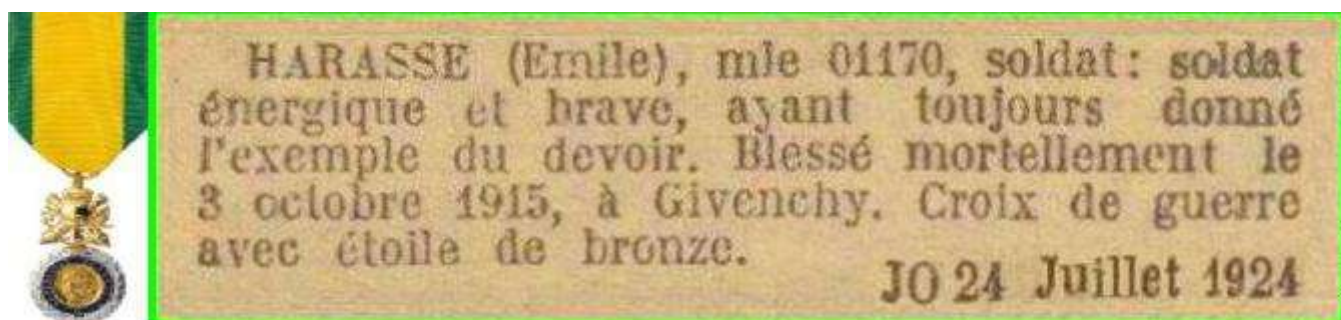 HARASSE (Emile), mle 01170, soldat: soldat
énergique et brave, ayant toujours donné
l'exemple du devoir. Blessé mortellement le
3 octobre 1915, à Givenchy. Croix de guerre
avec étoile de bronze.
JO 24 Juillet 1924